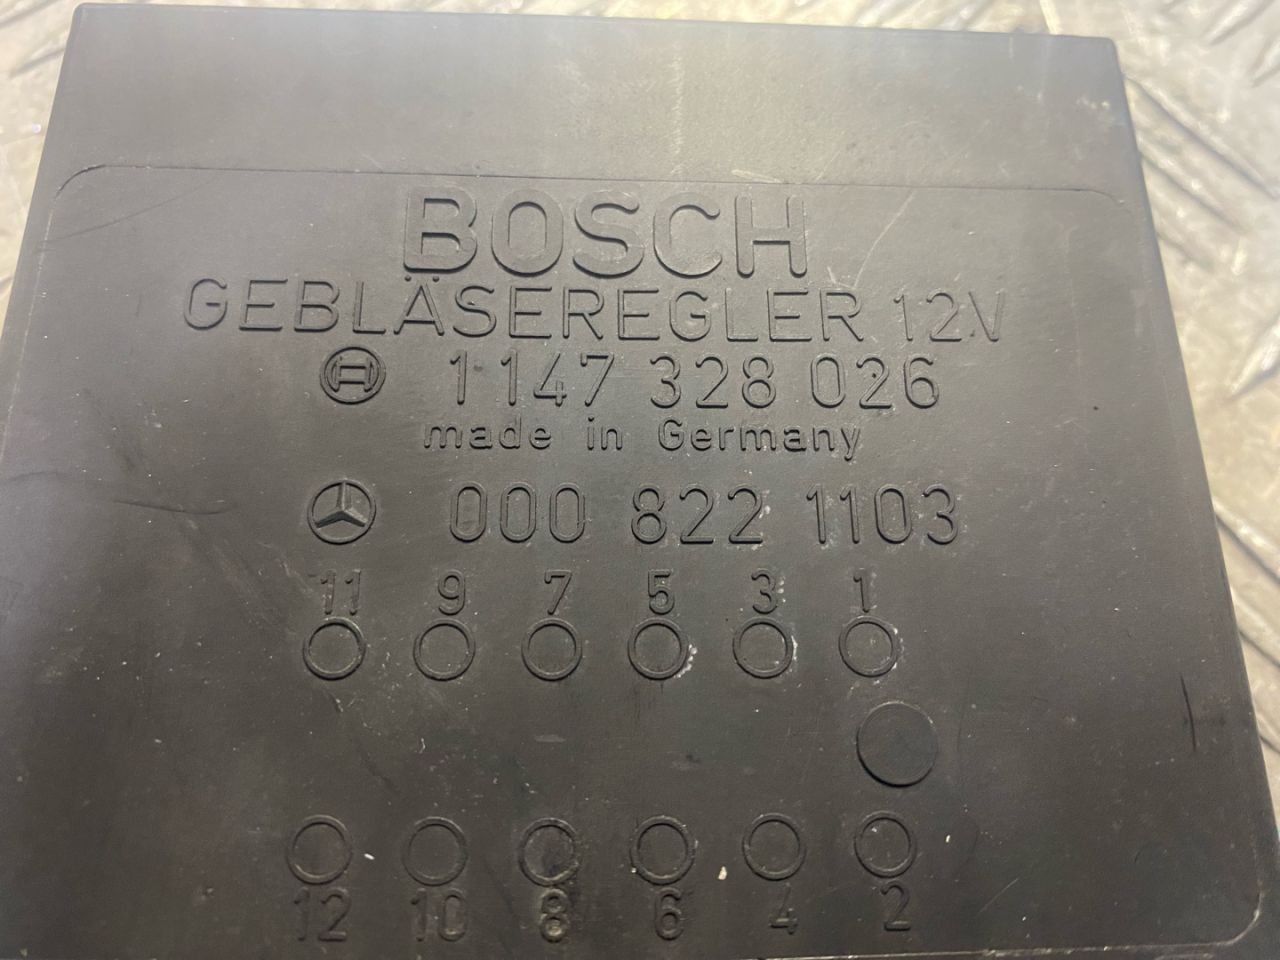 BOSCH
GEBLÄSEREGLER 12V
1 147 328 026
made in Germany
000 822 1103
11 9 7 5 3 1
12 10 8 6 4 2